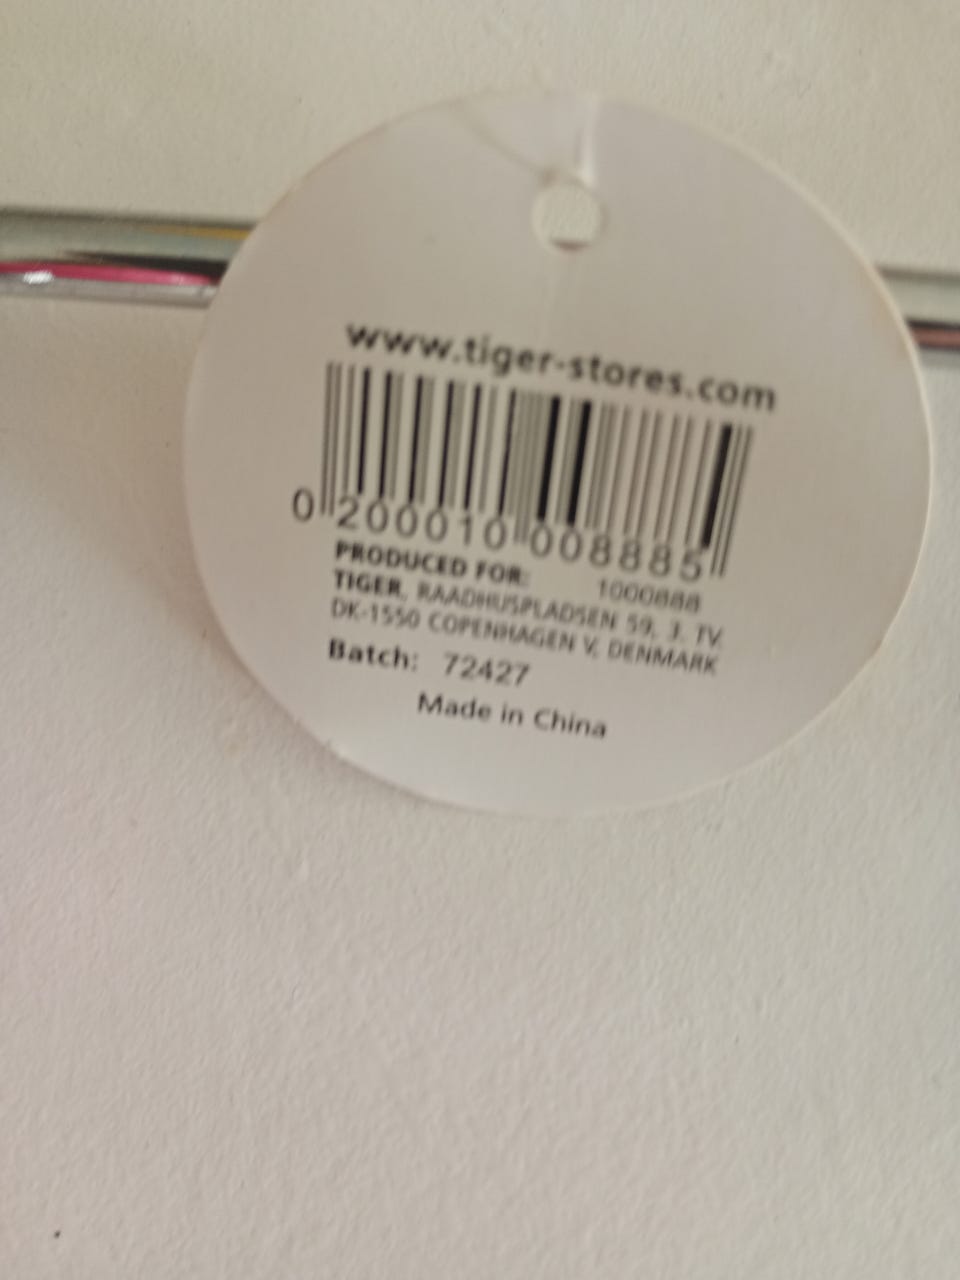 www.tiger-stores.com
0 200010 008885
PRODUCED FOR: 1000888
TIGER, RAADHUSPLADSEN 59, 3. TV.
DK-1550 COPENHAGEN V, DENMARK
Batch: 72427
Made in China